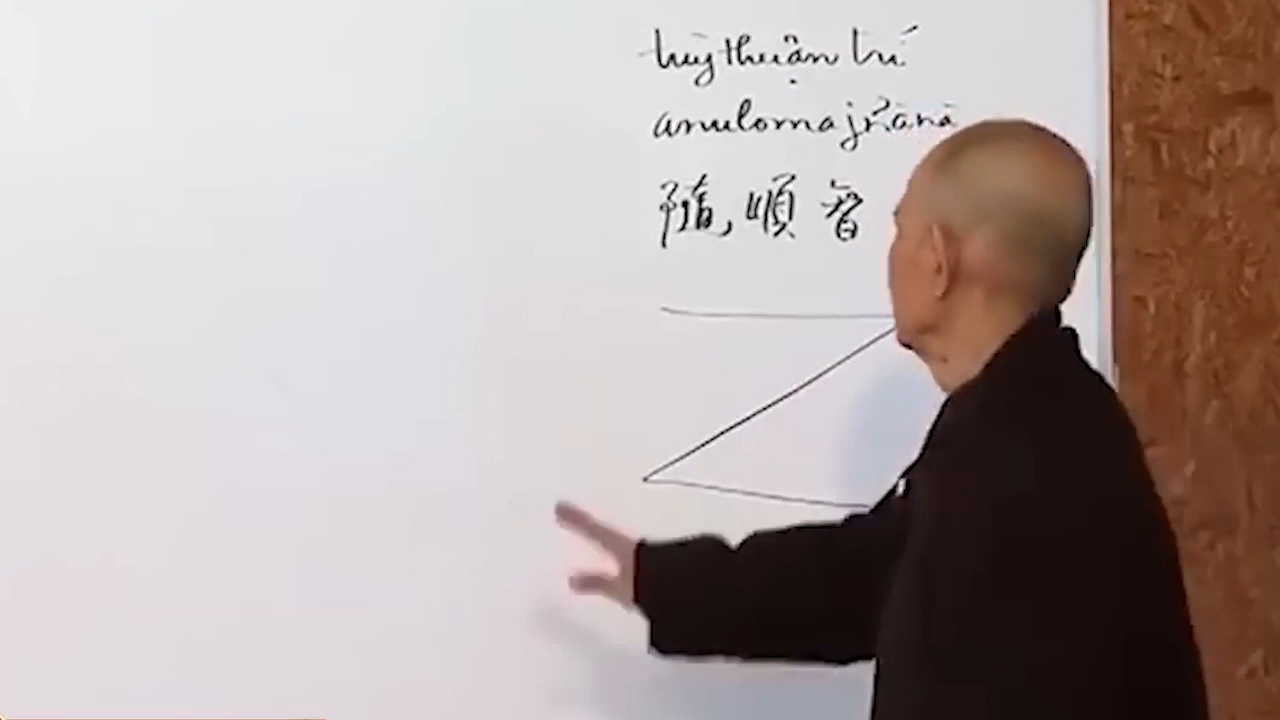 tùy thuận trí
anulomajñāna
隨順智